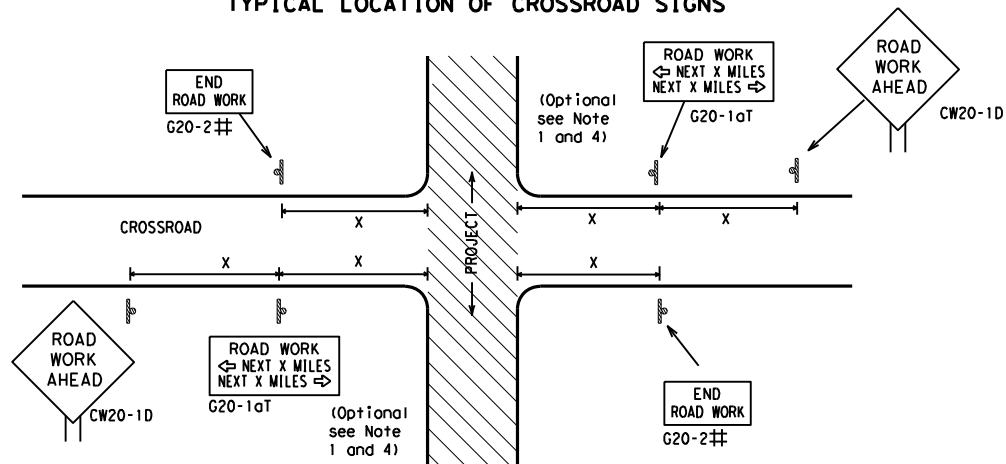 TYPICAL LOCATION OF CROSSROAD SIGNS
END
ROAD WORK
G20-2#
(Optional
see Note
1 and 4)
ROAD WORK
⇦ NEXT X MILES
NEXT X MILES ⇨
G20-1aT
ROAD
WORK
AHEAD
CW20-1D
X
X
X
CROSSROAD
PROJECT
X
X
X
ROAD
WORK
AHEAD
CW20-1D
ROAD WORK
⇦ NEXT X MILES
NEXT X MILES ⇨
G20-1aT
(Optional
see Note
1 and 4)
END
ROAD WORK
G20-2#